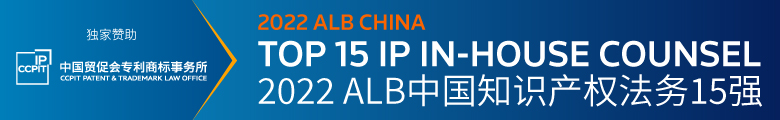 独家赞助
IP
CCPIT
中国贸促会专利商标事务所
CCPIT PATENT & TRADEMARK LAW OFFICE
2022 ALB CHINA
TOP 15 IP IN-HOUSE COUNSEL
2022 ALB中国知识产权法务15强